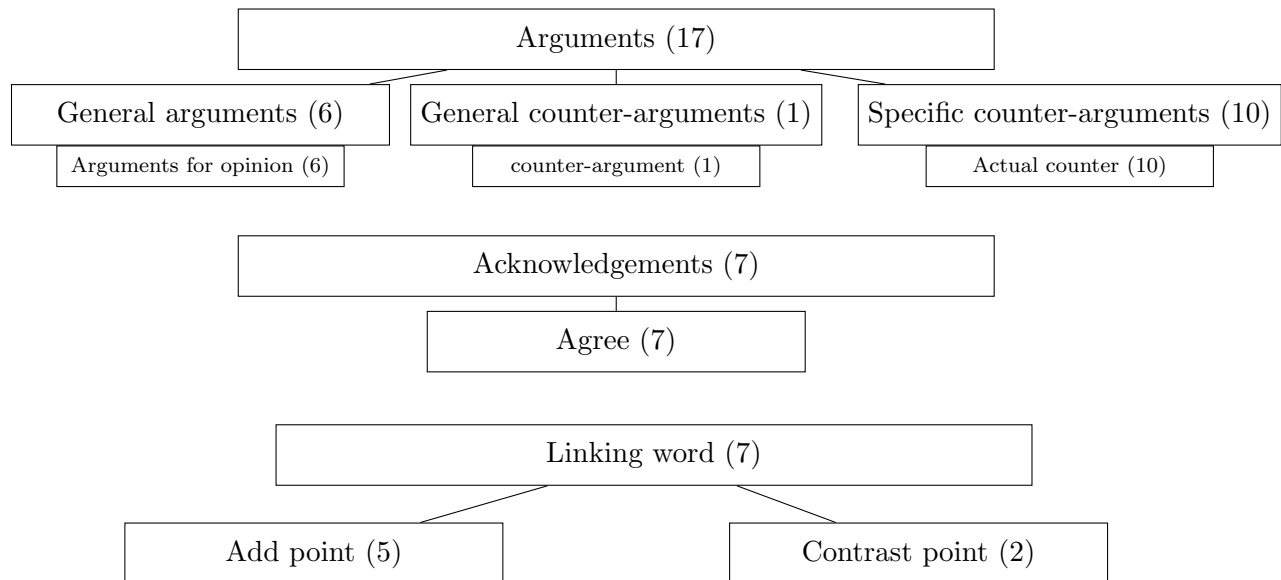 Arguments (17)
General arguments (6)
General counter-arguments (1)
Specific counter-arguments (10)
Arguments for opinion (6)
counter-argument (1)
Actual counter (10)
Acknowledgements (7)
Agree (7)
Linking word (7)
Add point (5)
Contrast point (2)